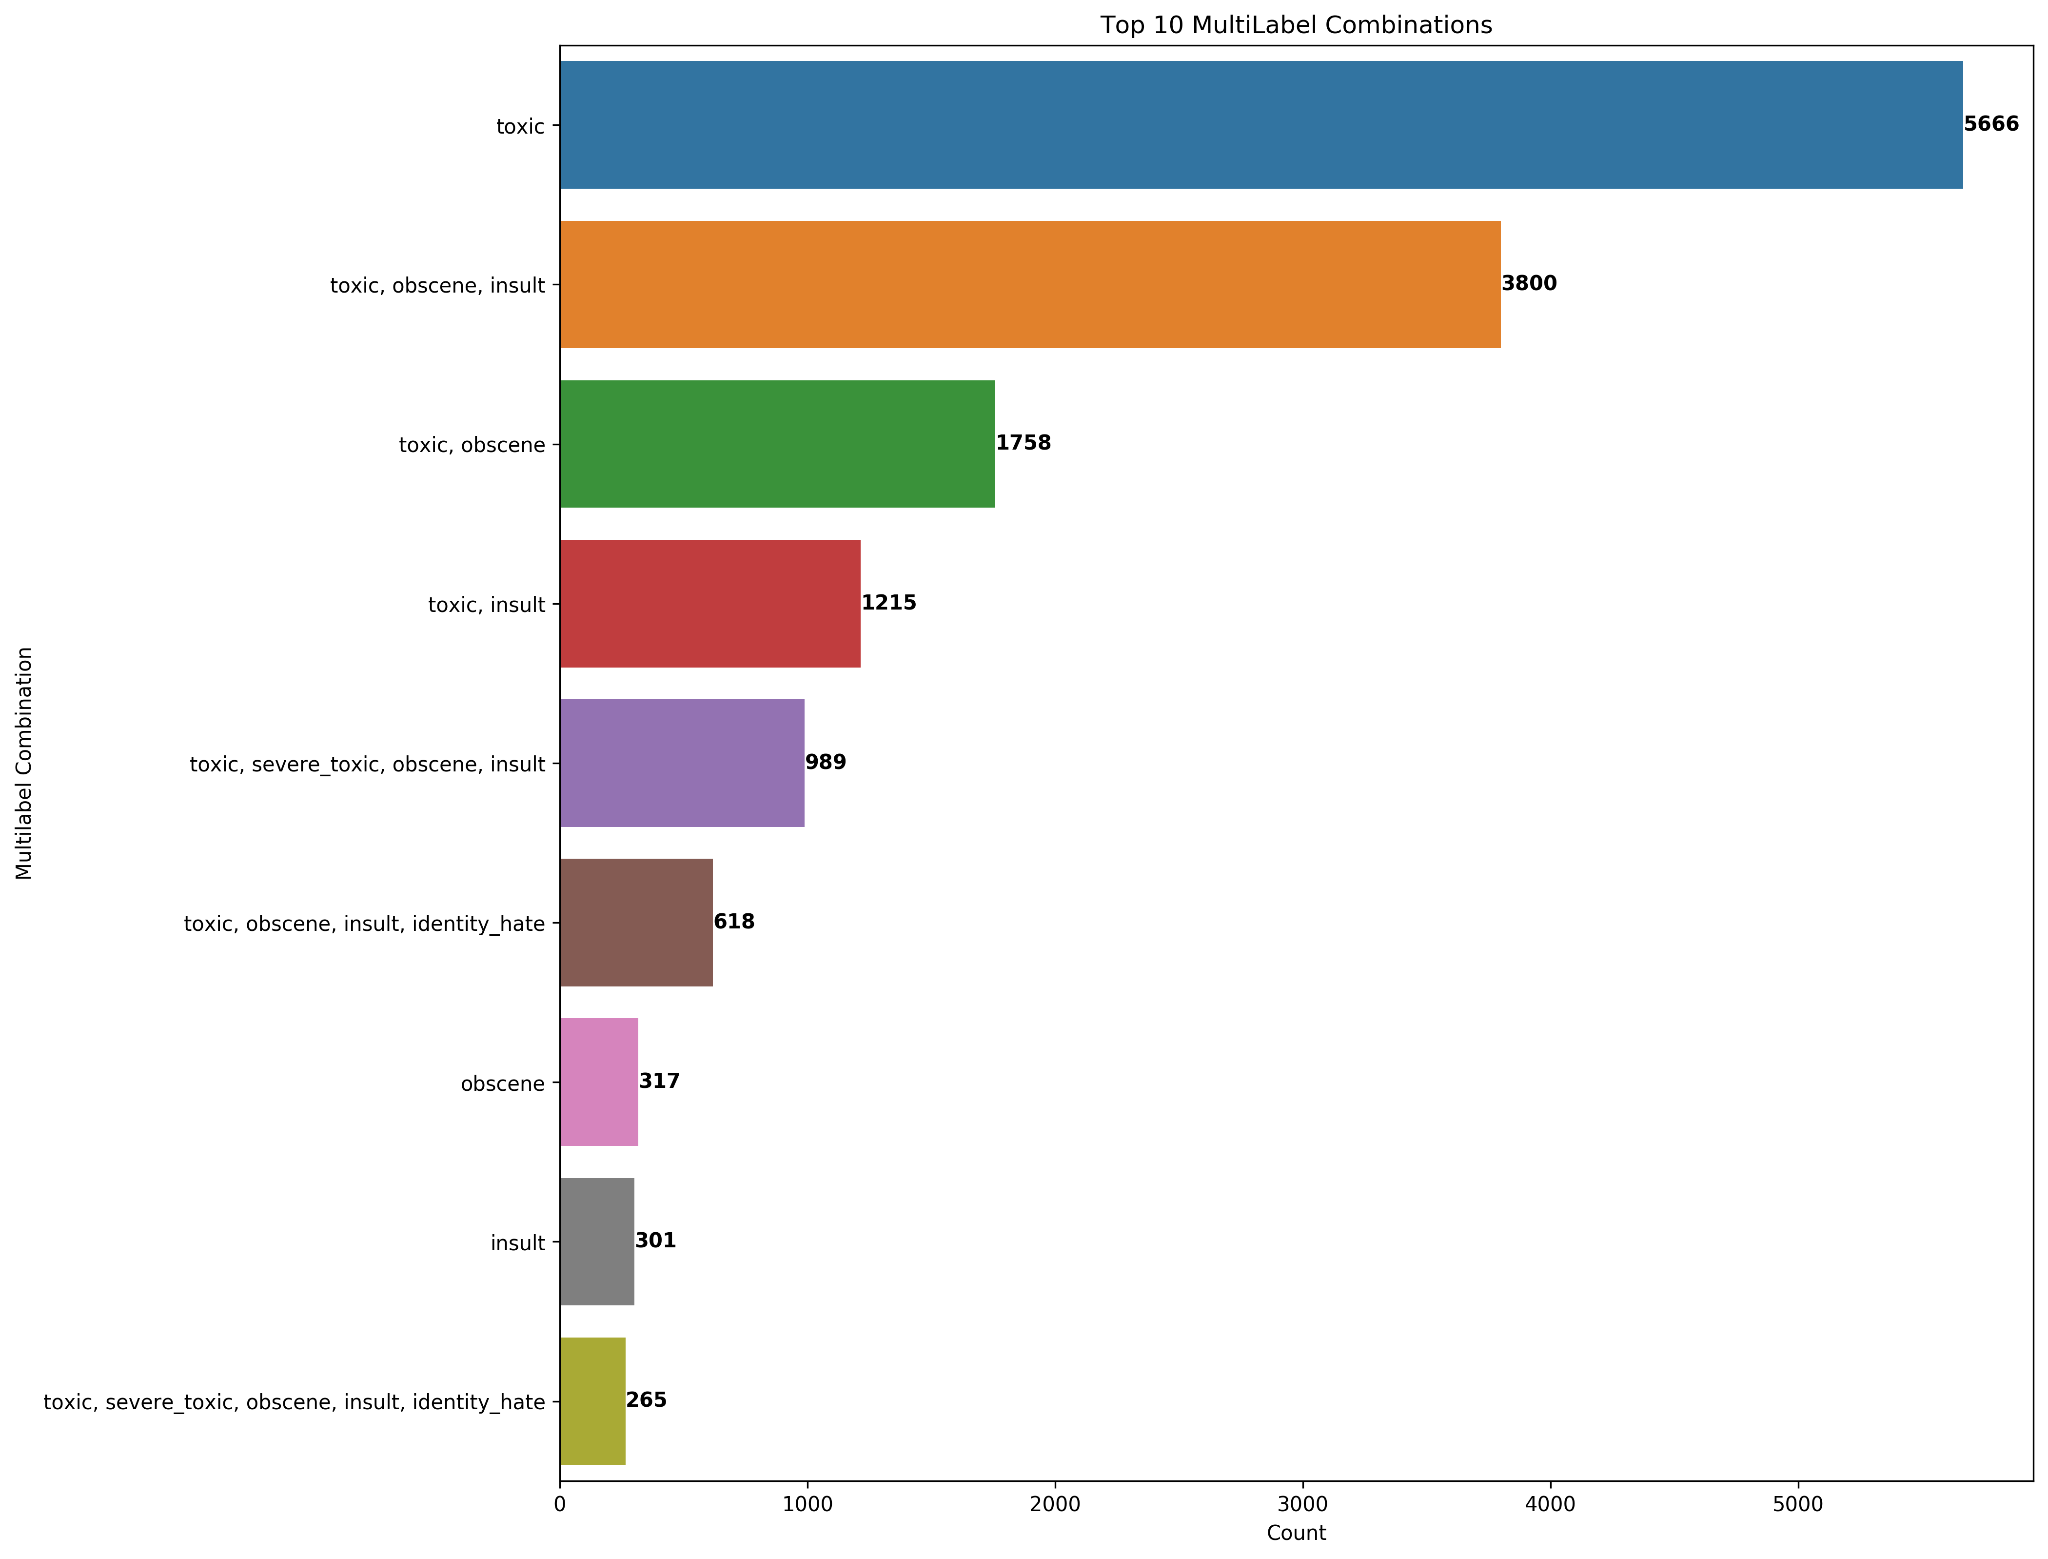 Top 10 MultiLabel Combinations
Multilabel Combination
toxic
5666
toxic, obscene, insult
3800
toxic, obscene
1758
toxic, insult
1215
toxic, severe_toxic, obscene, insult
989
toxic, obscene, insult, identity_hate
618
obscene
317
insult
301
toxic, severe_toxic, obscene, insult, identity_hate
265
0 1000 2000 3000 4000 5000
Count